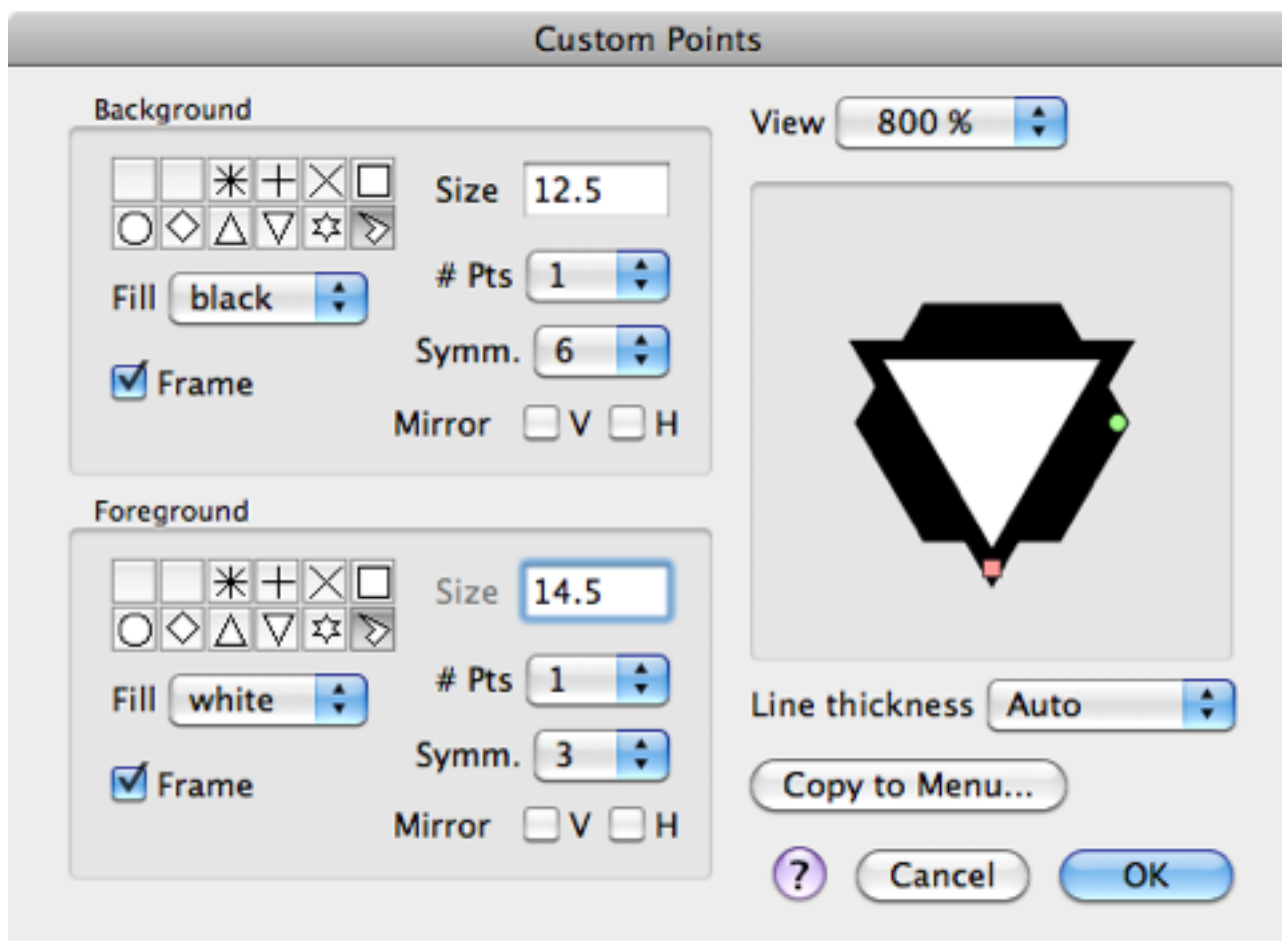 Custom Points
Background
Size 12.5
# Pts 1
Fill black
Symm. 6
Frame
Mirror V H
Foreground
Size 14.5
# Pts 1
Fill white
Symm. 3
Frame
Mirror V H
View 800 %
Line thickness Auto
Copy to Menu...
? Cancel OK